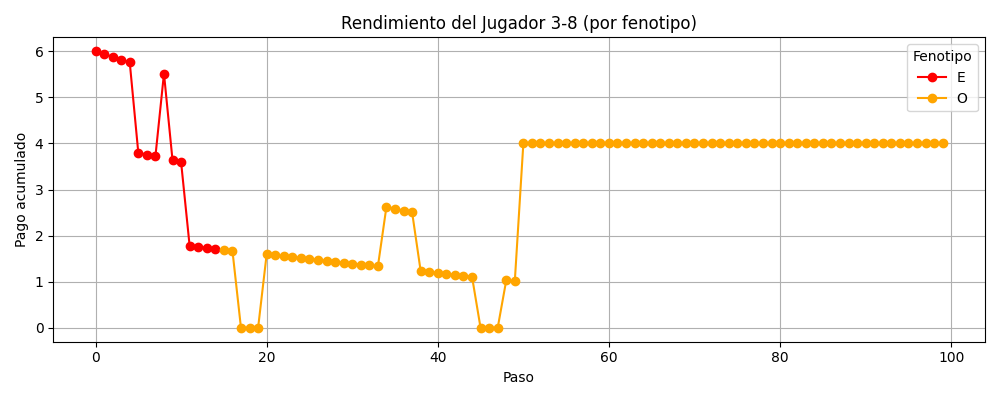 Rendimiento del Jugador 3-8 (por fenotipo)
Fenotipo
E
O
Pago acumulado
6
5
4
3
2
1
0
0 20 40 60 80 100
Paso